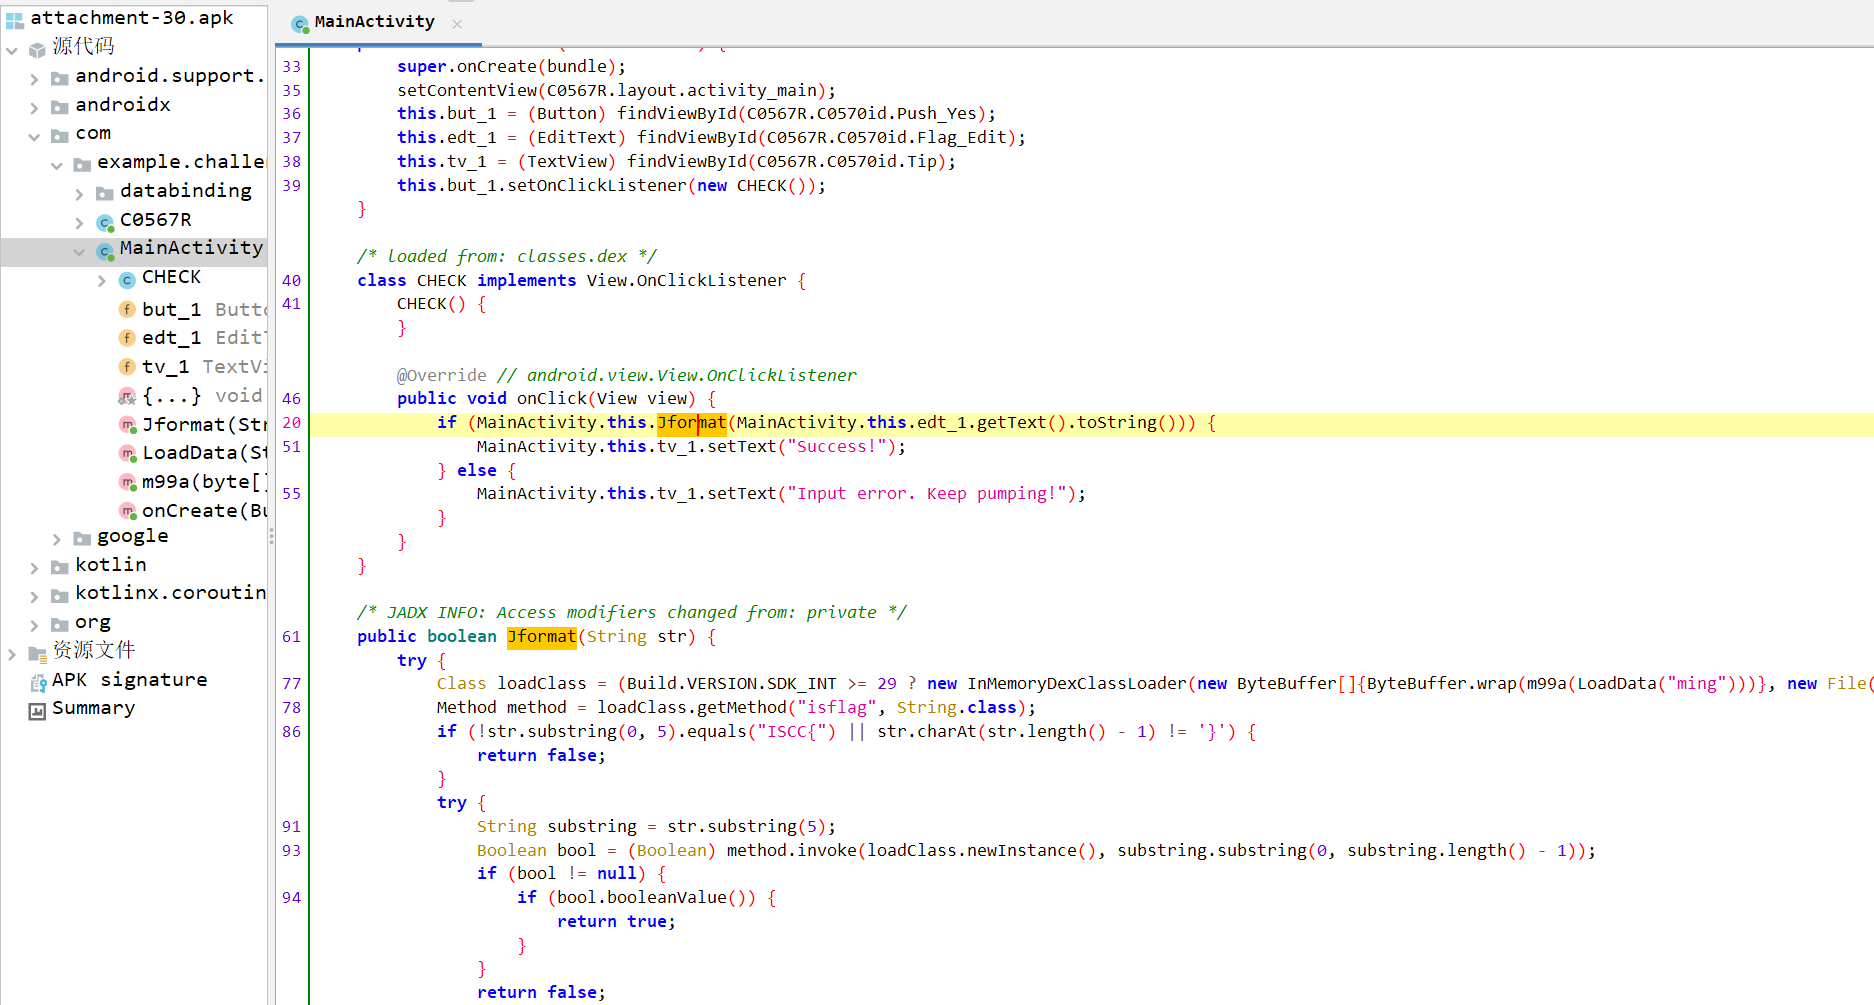 attachment-30.apk
源代码
android.support.
androidx
com
example.challe
databinding
C0567R
MainActivity
CHECK
but_1 Butto
edt_1 EditT
tv_1 TextVi
{...} void
Jformat(Str
LoadData(St
m99a(byte[]
onCreate(Bu
google
kotlin
kotlinx.coroutin
org
资源文件
APK signature
Summary
MainActivity
33 super.onCreate(bundle);
35 setContentView(C0567R.layout.activity_main);
36 this.but_1 = (Button) findViewById(C0567R.C0570id.Push_Yes);
37 this.edt_1 = (EditText) findViewById(C0567R.C0570id.Flag_Edit);
38 this.tv_1 = (TextView) findViewById(C0567R.C0570id.Tip);
39 this.but_1.setOnClickListener(new CHECK());
}
/* loaded from: classes.dex */
40 class CHECK implements View.OnClickListener {
41 CHECK() {
}
@Override // android.view.View.OnClickListener
46 public void onClick(View view) {
20 if (MainActivity.this.Jformat(MainActivity.this.edt_1.getText().toString())) {
51 MainActivity.this.tv_1.setText("Success!");
} else {
55 MainActivity.this.tv_1.setText("Input error. Keep pumping!");
}
}
}
/* JADX INFO: Access modifiers changed from: private */
61 public boolean Jformat(String str) {
try {
77 Class loadClass = (Build.VERSION.SDK_INT >= 29 ? new InMemoryDexClassLoader(new ByteBuffer[]{ByteBuffer.wrap(m99a(LoadData("ming")))}, new File(
78 Method method = loadClass.getMethod("isflag", String.class);
86 if (!str.substring(0, 5).equals("ISCC{") || str.charAt(str.length() - 1) != '}') {
return false;
}
try {
91 String substring = str.substring(5);
93 Boolean bool = (Boolean) method.invoke(loadClass.newInstance(), substring.substring(0, substring.length() - 1));
if (bool != null) {
94 if (bool.booleanValue()) {
return true;
}
}
return false;